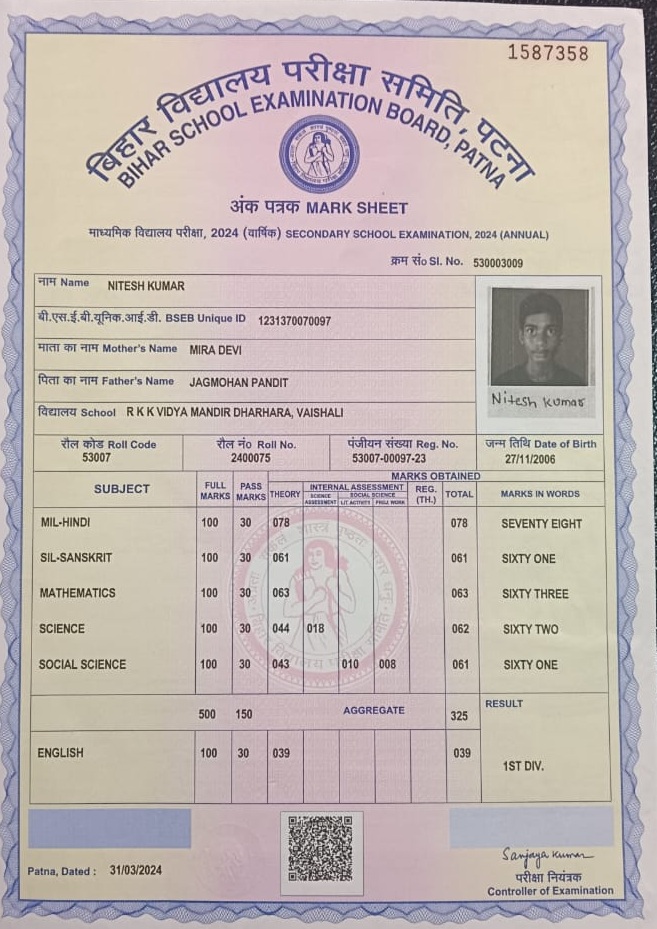 1587358
बिहार विद्यालय परीक्षा समिति, पटना
BIHAR SCHOOL EXAMINATION BOARD, PATNA
अंक पत्रक MARK SHEET
माध्यमिक विद्यालय परीक्षा, 2024 (वार्षिक) SECONDARY SCHOOL EXAMINATION, 2024 (ANNUAL)
क्रम सं० Sl. No. 530003009
नाम Name NITESH KUMAR
बी.एस.ई.बी.यूनिक.आई.डी. BSEB Unique ID 1231370070097
माता का नाम Mother's Name MIRA DEVI
पिता का नाम Father's Name JAGMOHAN PANDIT
Nitesh Kumar
विद्यालय School R K K VIDYA MANDIR DHARHARA, VAISHALI
रौल कोड Roll Code रौल नं० Roll No. पंजीयन संख्या Reg. No. जन्म तिथि Date of Birth
53007 2400075 53007-00097-23 27/11/2006
SUBJECT FULL MARKS PASS MARKS MARKS OBTAINED
THEORY INTERNAL ASSESSMENT REG. (TH.) TOTAL MARKS IN WORDS
SCIENCE ASSESSMENT SOCIAL SCIENCE
LIT. ACTIVITY PROJ. WORK
MIL-HINDI 100 30 078 078 SEVENTY EIGHT
SIL-SANSKRIT 100 30 061 061 SIXTY ONE
MATHEMATICS 100 30 063 063 SIXTY THREE
SCIENCE 100 30 044 018 062 SIXTY TWO
SOCIAL SCIENCE 100 30 043 010 008 061 SIXTY ONE
500 150 AGGREGATE 325 RESULT
ENGLISH 100 30 039 039
1ST DIV.
Sanjaya Kumar
Patna, Dated : 31/03/2024
परीक्षा नियंत्रक
Controller of Examination